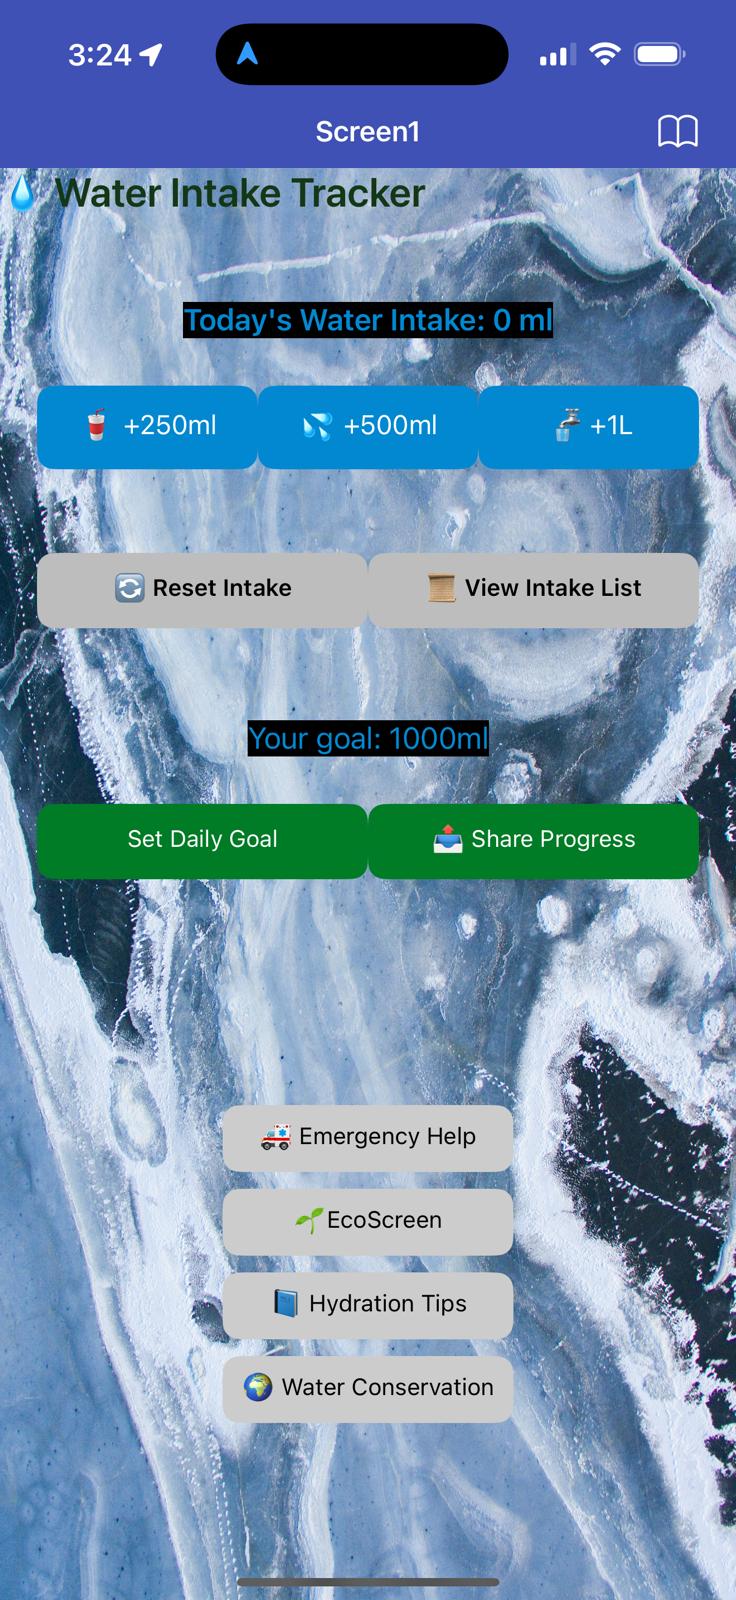 3:24
Screen1
💧 Water Intake Tracker
Today's Water Intake: 0 ml
🥤 +250ml 💦 +500ml 🚰 +1L
🔄 Reset Intake 📜 View Intake List
Your goal: 1000ml
Set Daily Goal 📤 Share Progress
🚑 Emergency Help
🌱EcoScreen
📘 Hydration Tips
🌍 Water Conservation